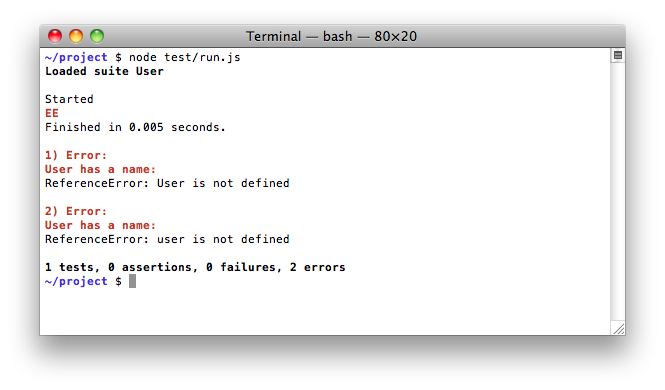 Terminal — bash — 80×20
~/project $ node test/run.js
Loaded suite User
Started
EE
Finished in 0.005 seconds.
1) Error:
User has a name:
ReferenceError: User is not defined
2) Error:
User has a name:
ReferenceError: user is not defined
1 tests, 0 assertions, 0 failures, 2 errors
~/project $